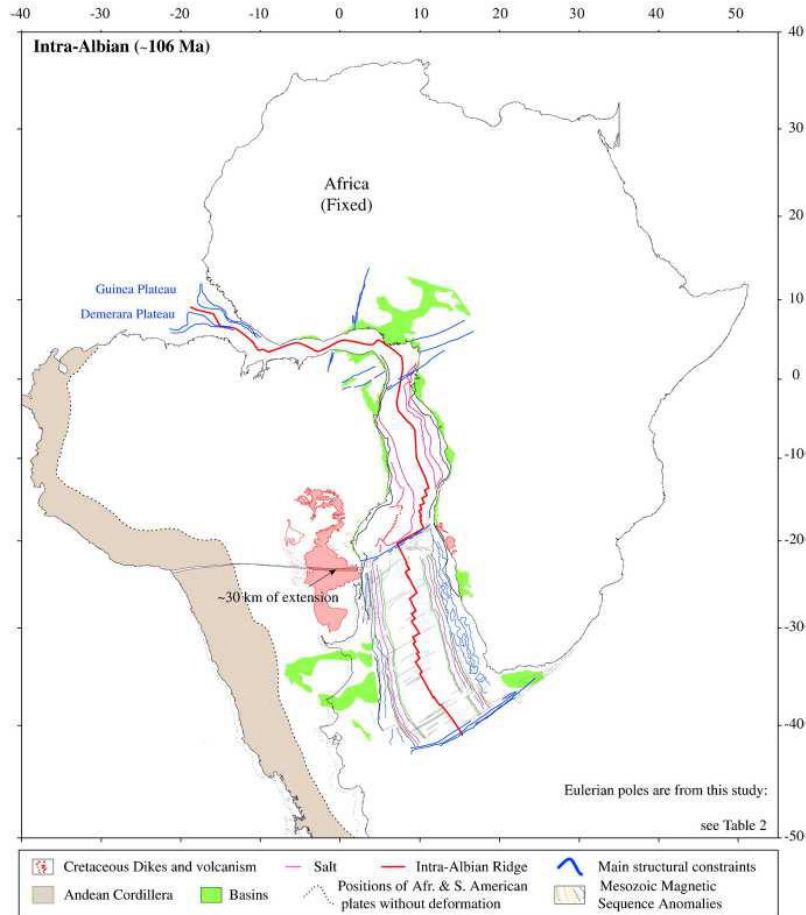 -40 -30 -20 -10 0 10 20 30 40 50
Intra-Albian (~106 Ma)
30
Africa
(Fixed)
20
Guinea Plateau
10
Demerara Plateau
0
-10
-20
~30 km of extension
-30
-40
Eulerian poles are from this study:
see Table 2
-50
Cretaceous Dikes and volcanism Salt Intra-Albian Ridge Main structural constraints
Andean Cordillera Basins Positions of Afr. & S. American plates without deformation Mesozoic Magnetic Sequence Anomalies